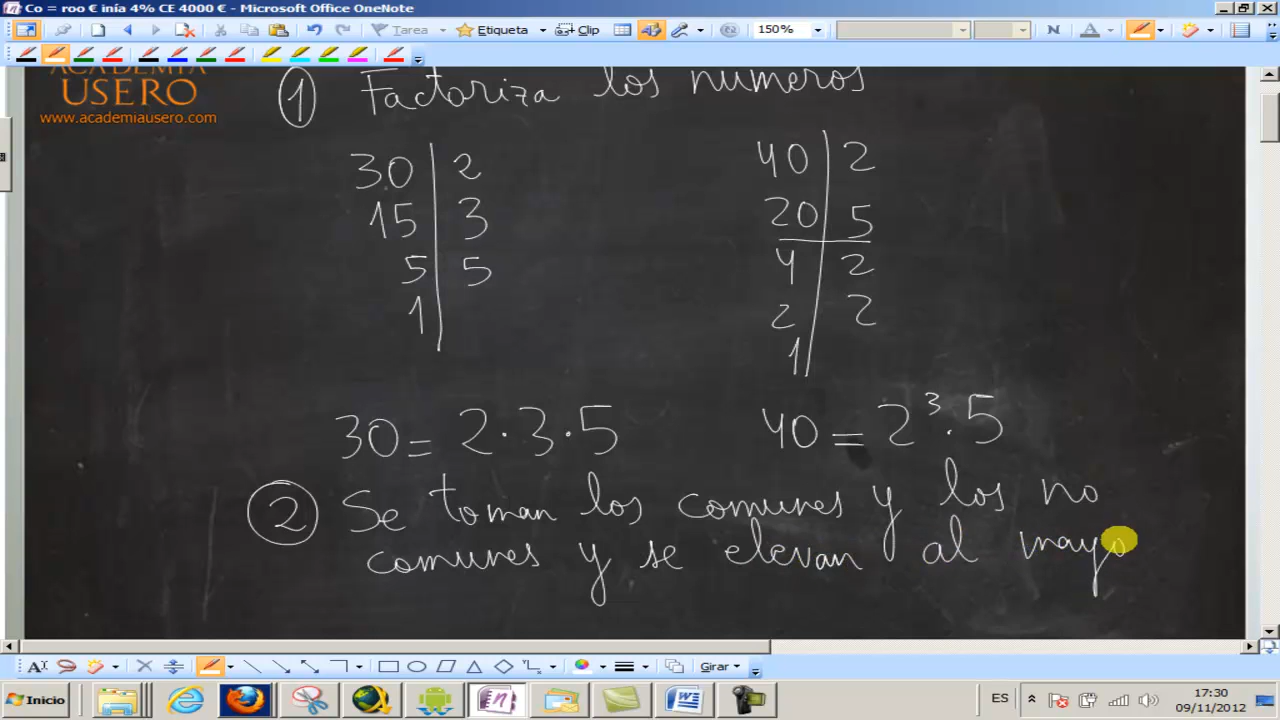 Co = roo € inía 4% CE 4000 € - Microsoft Office OneNote
Tarea
Etiqueta
Clip
150%
N
A
ACADEMIA
USERO
www.academiausero.com
① Factoriza los numeros
30 | 2
15 | 3
5 | 5
1 |
40 | 2
20 | 5
4 | 2
2 | 2
1 |
30 = 2·3·5
40 = 2³·5
② Se toman los comunes y los no
comunes y se elevan al mayo
Girar
Inicio
ES
17:30
09/11/2012